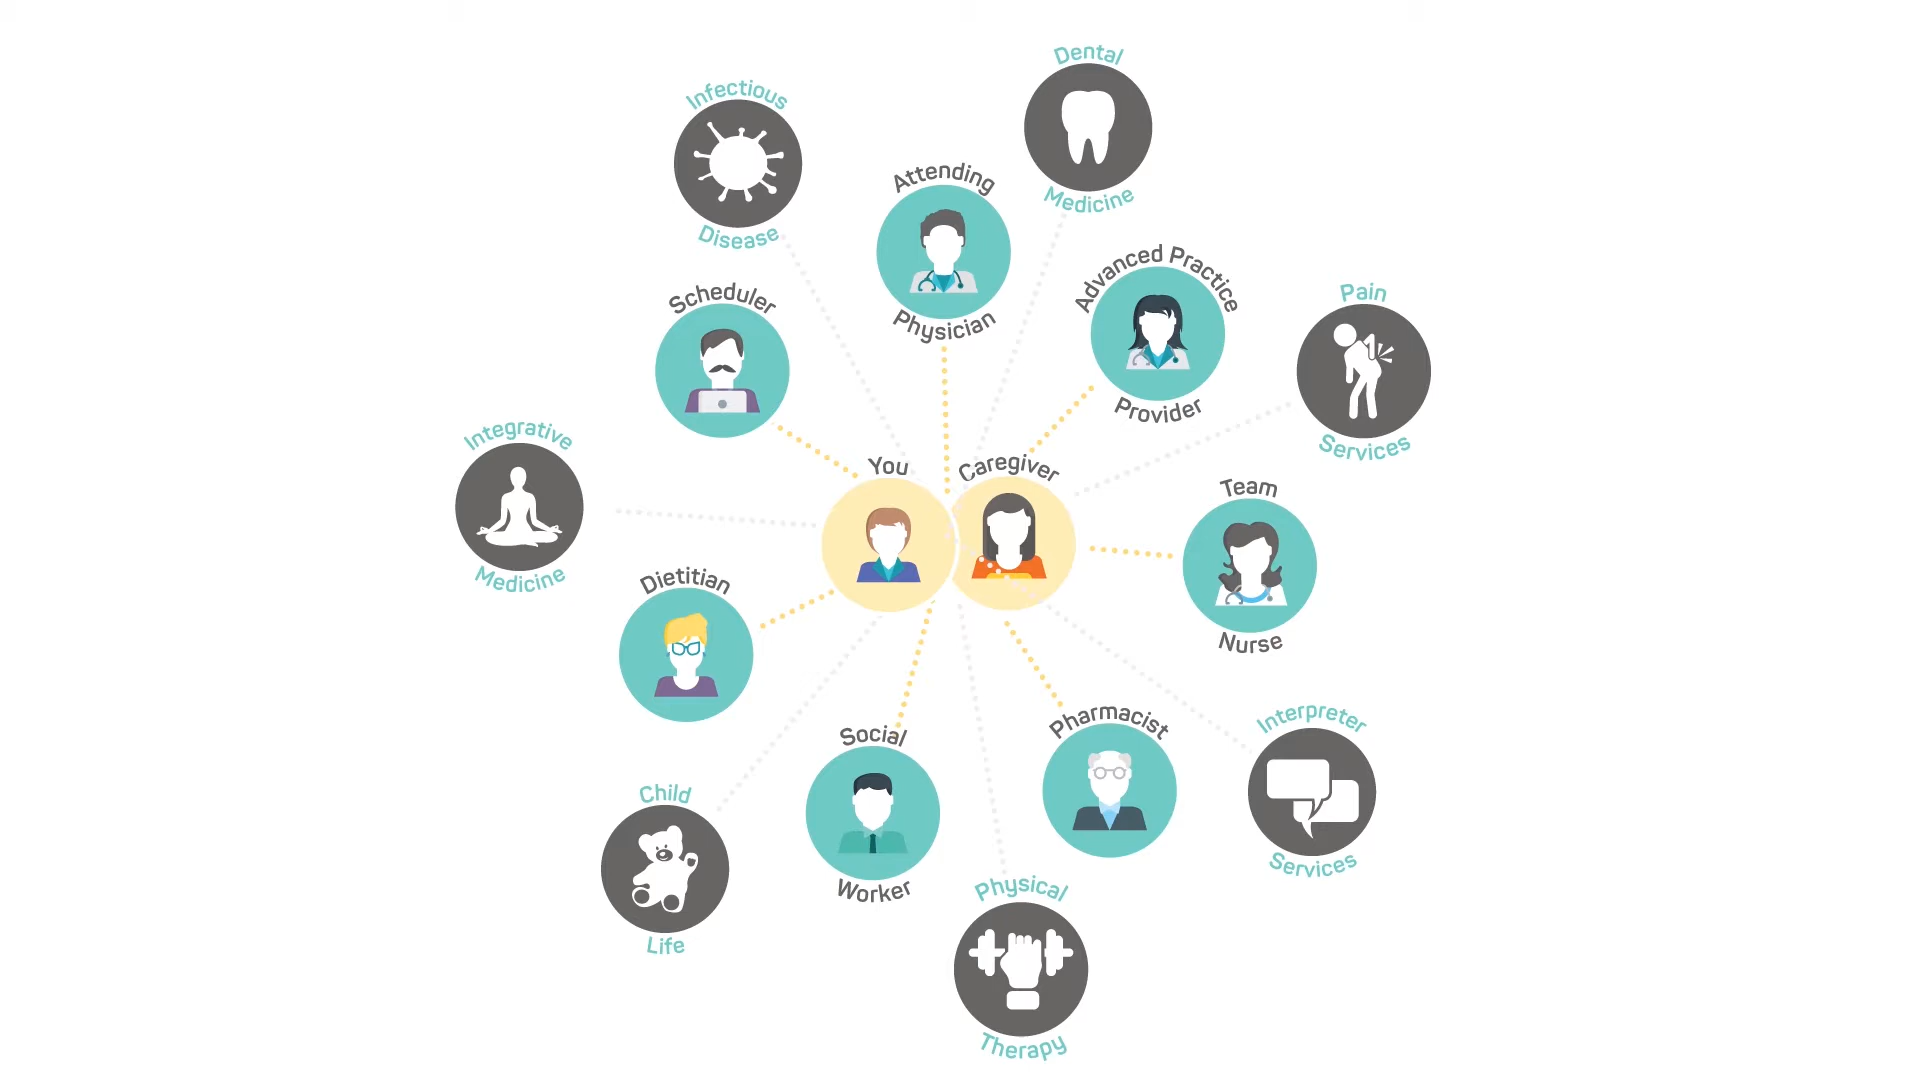 Dental
Medicine
Infectious
Disease
Attending
Physician
Advanced Practice
Provider
Scheduler
Pain
Services
Integrative
Medicine
You
Caregiver
Team
Nurse
Dietitian
Social
Worker
Pharmacist
Interpreter
Services
Child
Life
Physical
Therapy